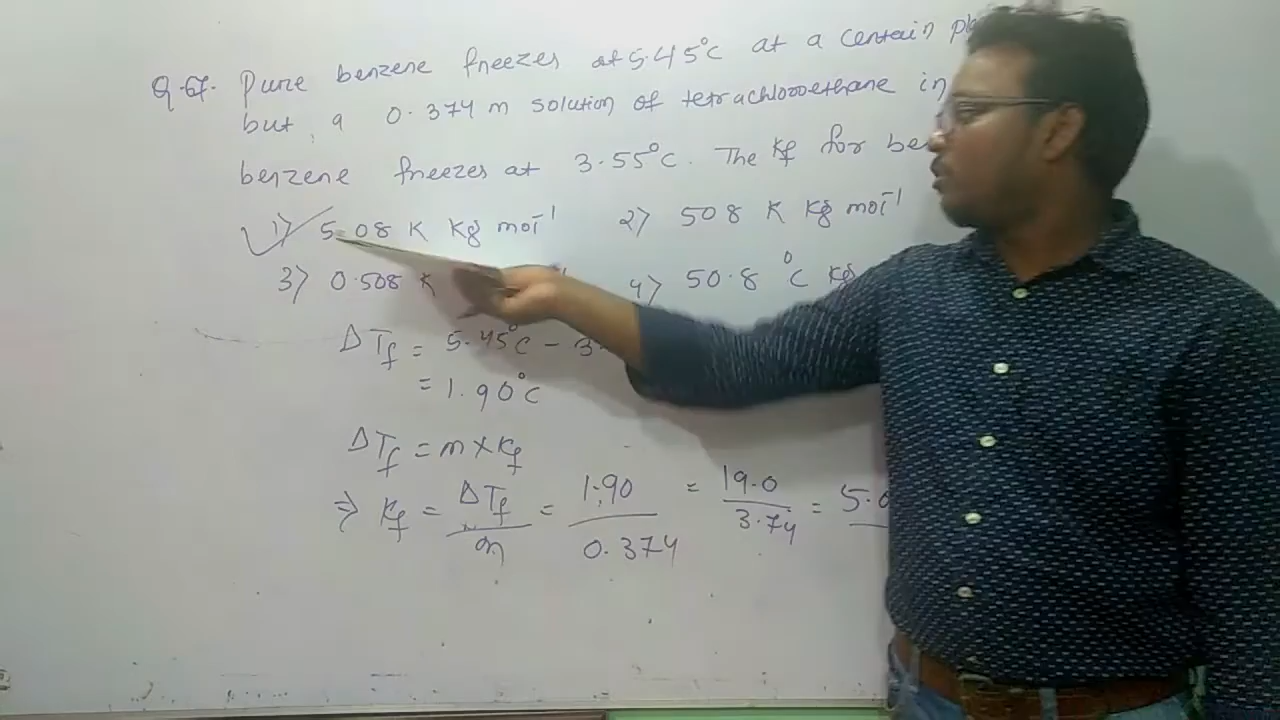 Q.67. Pure benzene freezes at 5.45°C at a certain
but, a 0.374 m solution of tetrachloroethane in
benzene freezes at 3.55°C. The Kf for
1) 5.08 K Kg mol⁻¹ 2) 508 K Kg mol⁻¹
3) 0.508 K 4) 50.8 °C Kg
ΔTf = 5.45°C - 3.
= 1.90°C
ΔTf = m × Kf
⇒ Kf = ΔTf / m = 1.90 / 0.374 = 19.0 / 3.74 = 5.0